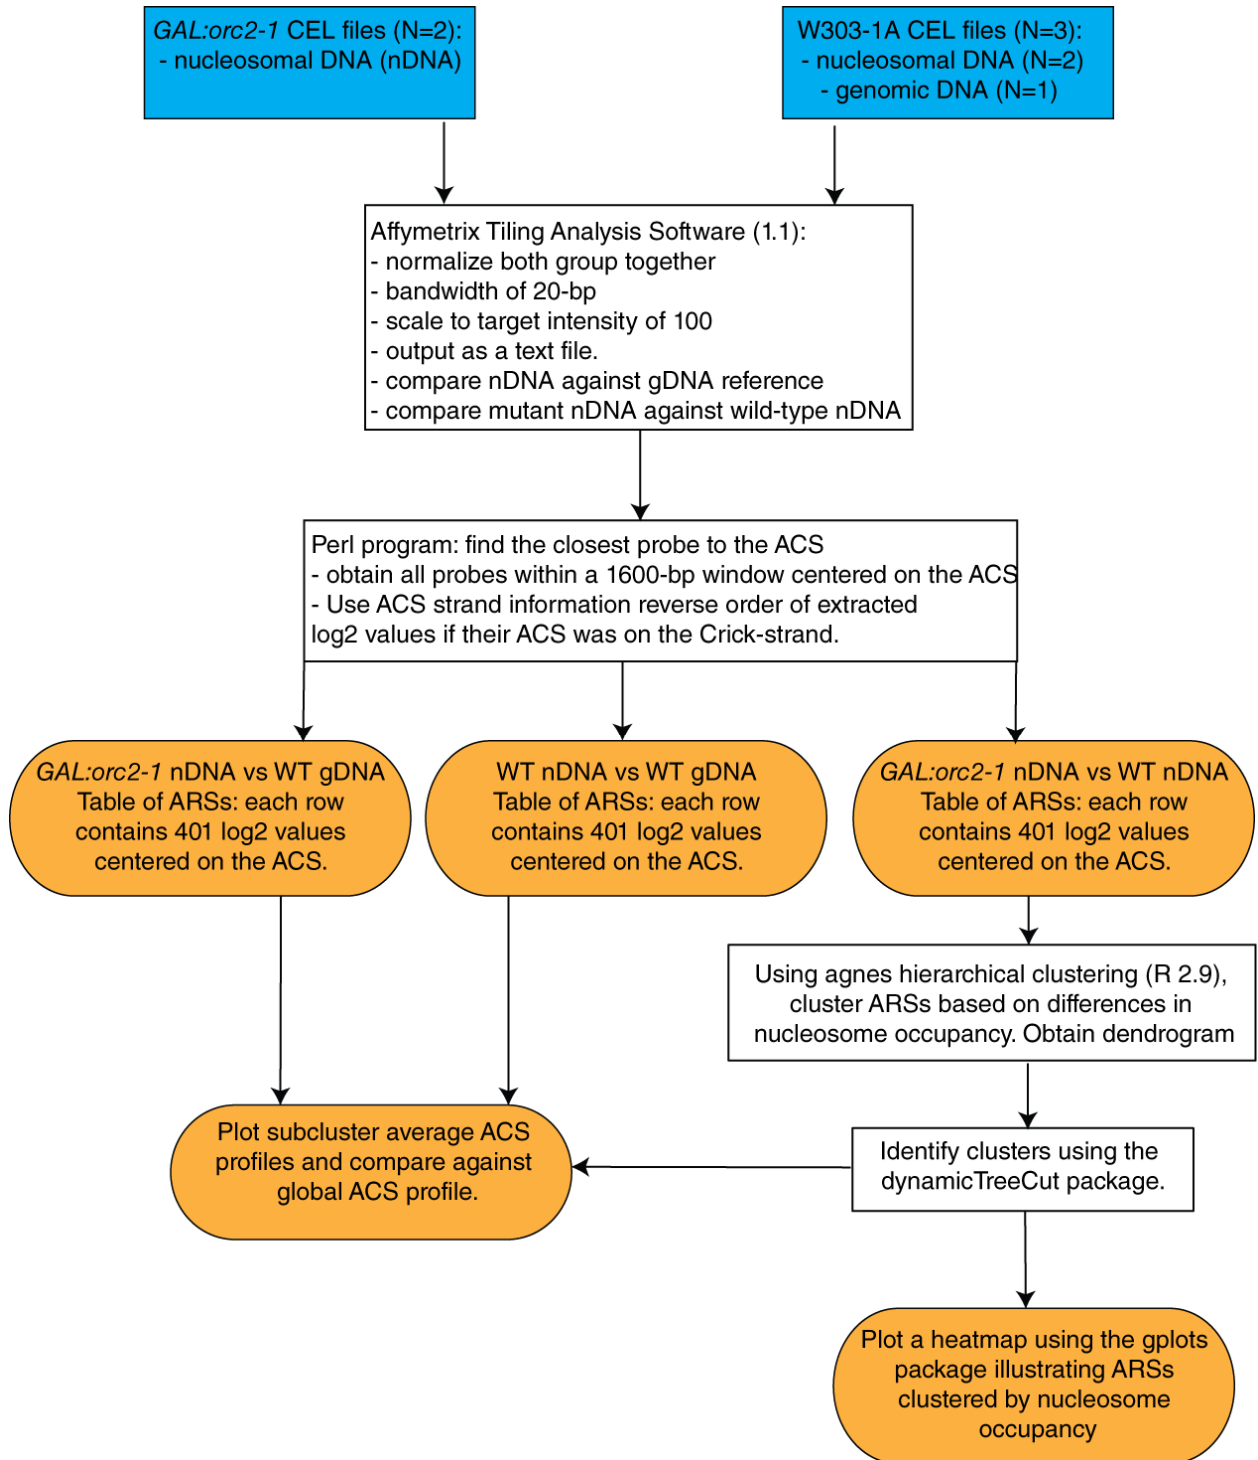 GAL:orc2-1 CEL files (N=2):
- nucleosomal DNA (nDNA)
W303-1A CEL files (N=3):
- nucleosomal DNA (N=2)
- genomic DNA (N=1)
Affymetrix Tiling Analysis Software (1.1):
- normalize both group together
- bandwidth of 20-bp
- scale to target intensity of 100
- output as a text file.
- compare nDNA against gDNA reference
- compare mutant nDNA against wild-type nDNA
Perl program: find the closest probe to the ACS
- obtain all probes within a 1600-bp window centered on the ACS
- Use ACS strand information reverse order of extracted
log2 values if their ACS was on the Crick-strand.
GAL:orc2-1 nDNA vs WT gDNA
Table of ARSs: each row
contains 401 log2 values
centered on the ACS.
WT nDNA vs WT gDNA
Table of ARSs: each row
contains 401 log2 values
centered on the ACS.
GAL:orc2-1 nDNA vs WT nDNA
Table of ARSs: each row
contains 401 log2 values
centered on the ACS.
Using agnes hierarchical clustering (R 2.9),
cluster ARSs based on differences in
nucleosome occupancy. Obtain dendrogram
Plot subcluster average ACS
profiles and compare against
global ACS profile.
Identify clusters using the
dynamicTreeCut package.
Plot a heatmap using the gplots
package illustrating ARSs
clustered by nucleosome
occupancy